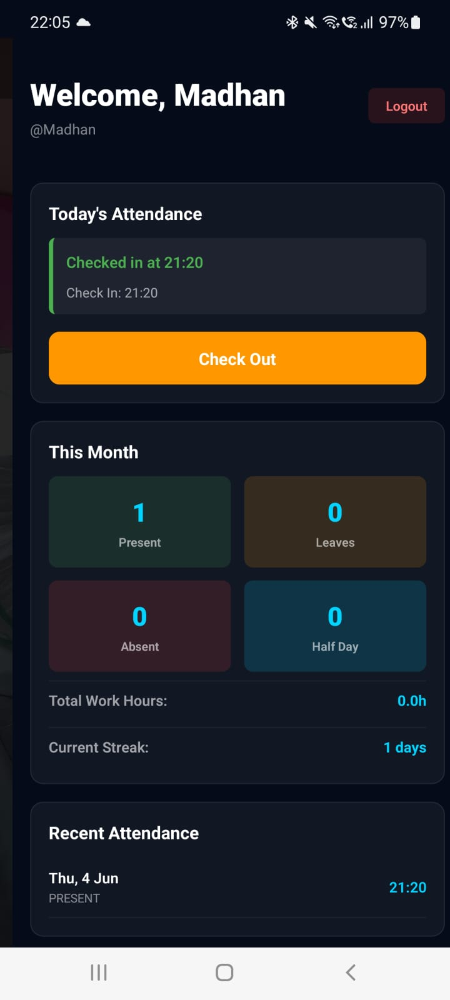 22:05
97%
Welcome, Madhan
@Madhan
Logout
Today's Attendance
Checked in at 21:20
Check In: 21:20
Check Out
This Month
1
Present
0
Leaves
0
Absent
0
Half Day
Total Work Hours: 0.0h
Current Streak: 1 days
Recent Attendance
Thu, 4 Jun
PRESENT
21:20